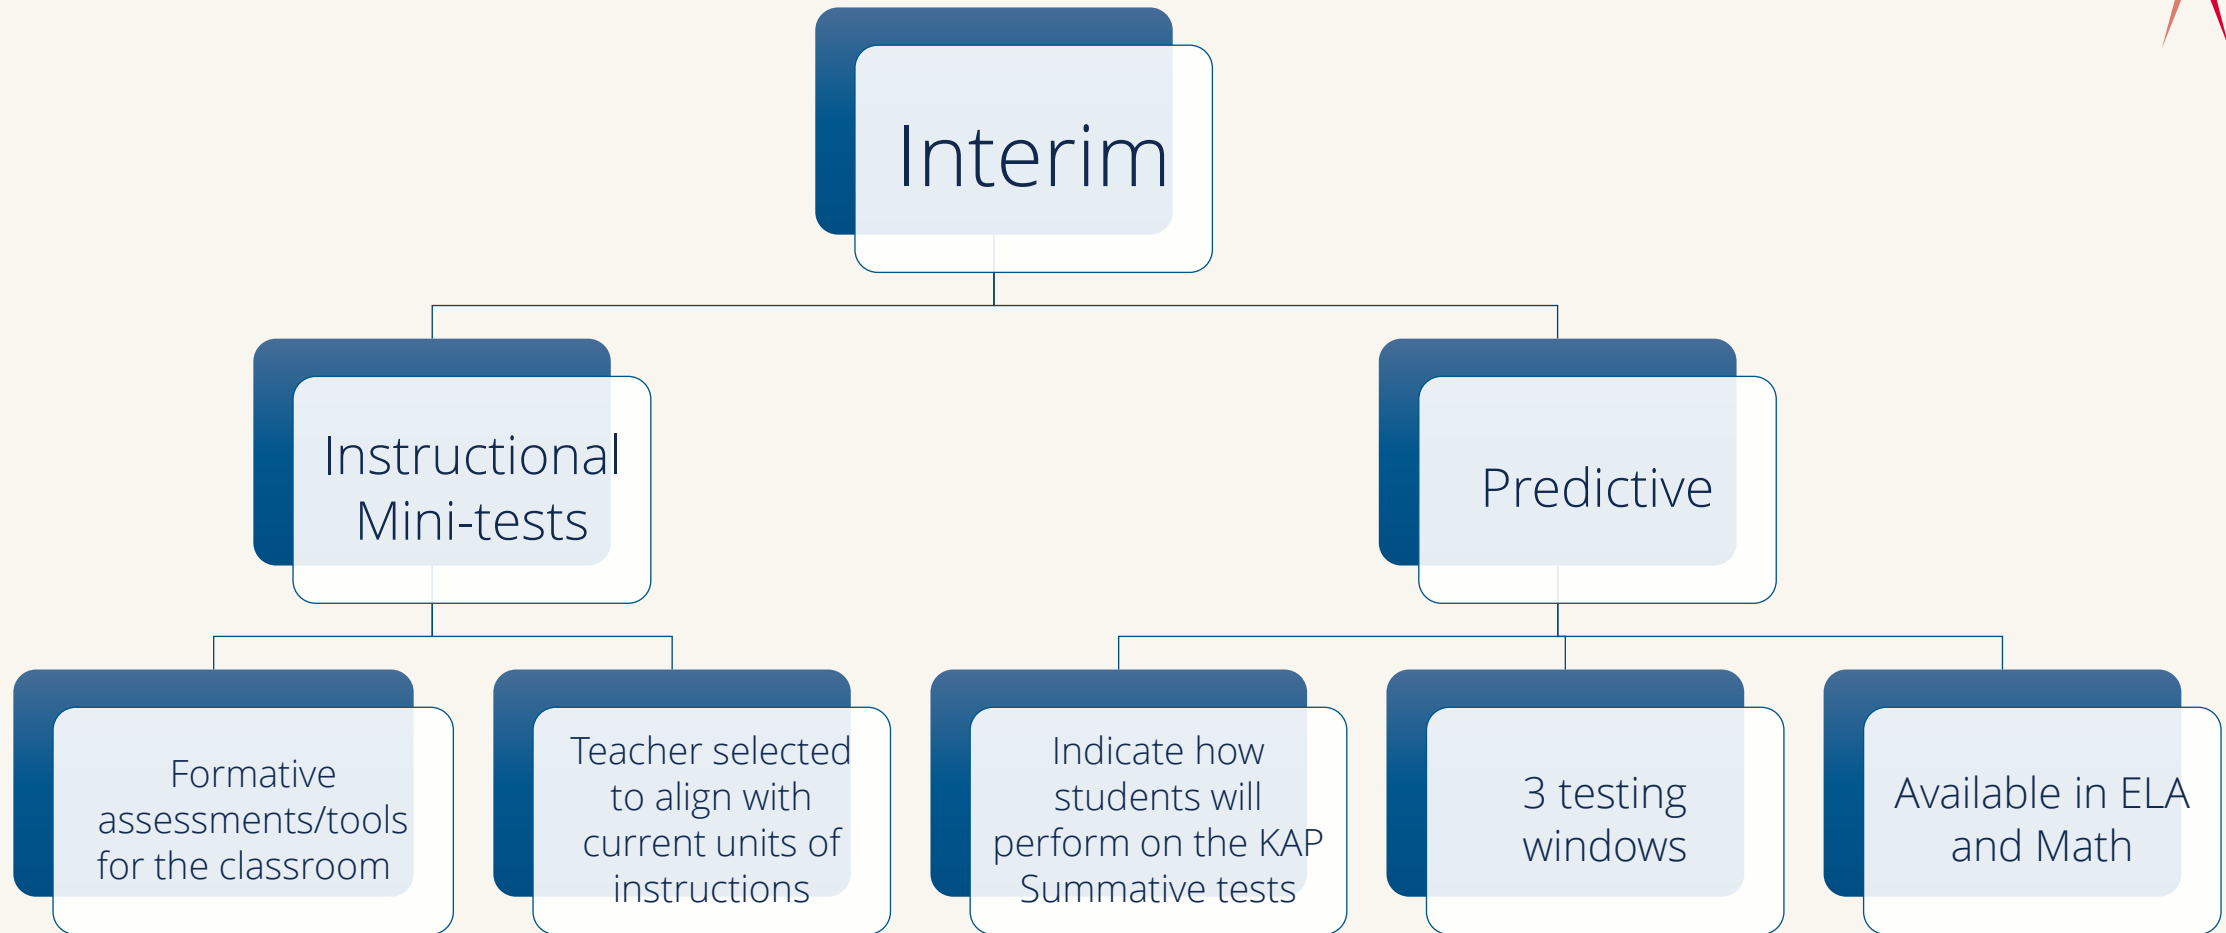 Interim
Instructional
Mini-tests
Predictive
Formative
assessments/tools
for the classroom
Teacher selected
to align with
current units of
instructions
Indicate how
students will
perform on the KAP
Summative tests
3 testing
windows
Available in ELA
and Math